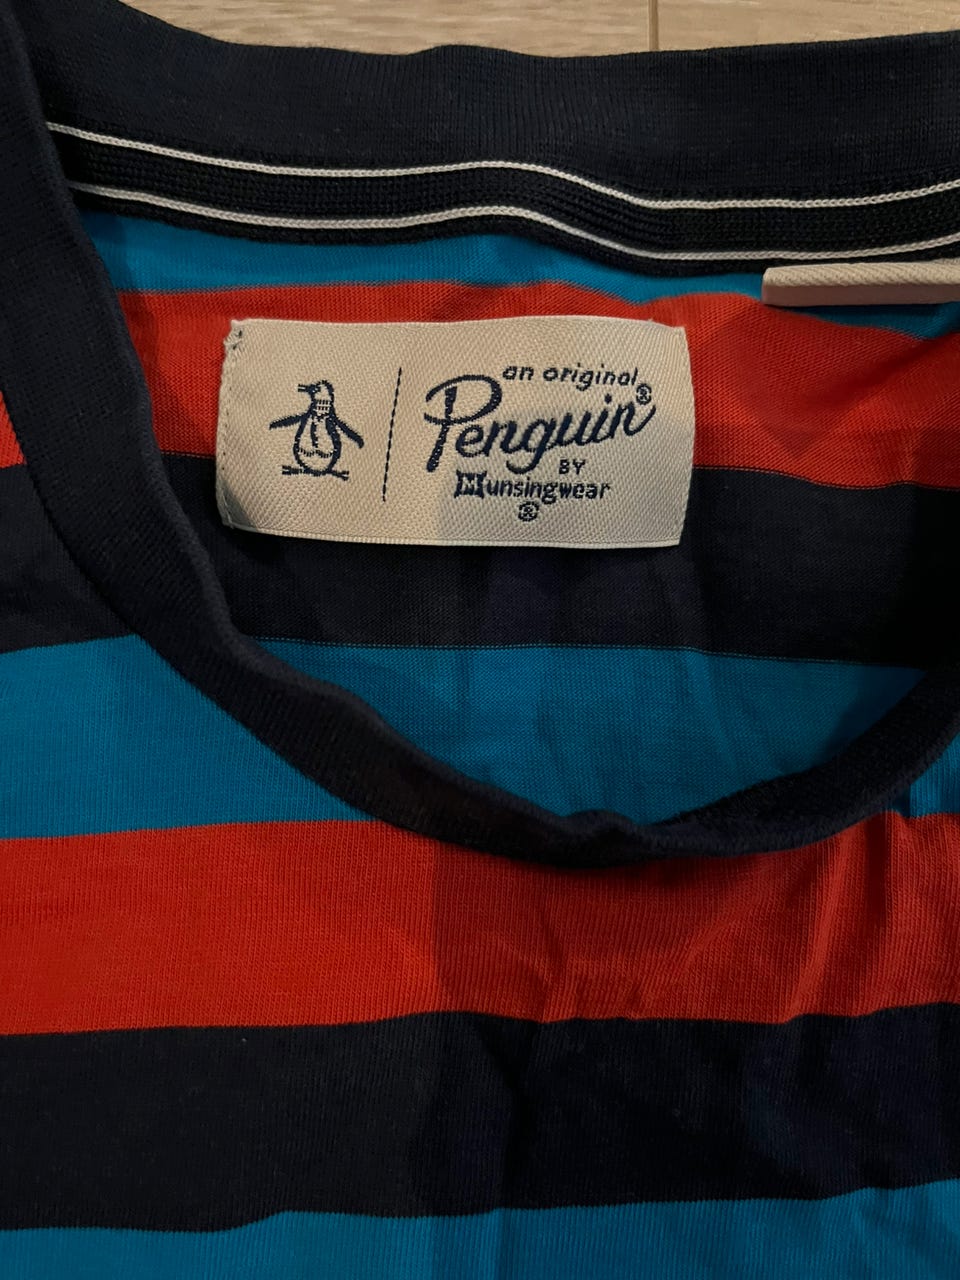 an original
Penguin®
BY
Munsingwear
®